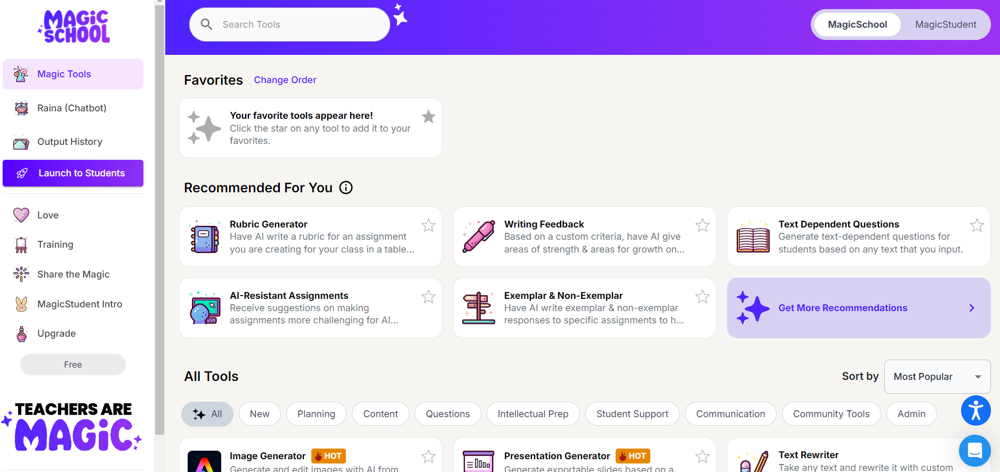 MAGiC
SCHOOL
Magic Tools
Raina (Chatbot)
Output History
Launch to Students
Love
Training
Share the Magic
MagicStudent Intro
Upgrade
Free
TEACHERS ARE
MAGiC
Search Tools
MagicSchool
MagicStudent
Favorites
Change Order
Your favorite tools appear here!
Click the star on any tool to add it to your
favorites.
Recommended For You
Rubric Generator
Have AI write a rubric for an assignment
you are creating for your class in a table...
Writing Feedback
Based on a custom criteria, have AI give
areas of strength & areas for growth on...
Text Dependent Questions
Generate text-dependent questions for
students based on any text that you input.
AI-Resistant Assignments
Receive suggestions on making
assignments more challenging for AI...
Exemplar & Non-Exemplar
Have AI write exemplar & non-exemplar
responses to specific assignments to h...
Get More Recommendations
All Tools
Sort by
Most Popular
All
New
Planning
Content
Questions
Intellectual Prep
Student Support
Communication
Community Tools
Admin
Image Generator
HOT
Generate and edit images with AI from
Presentation Generator
HOT
Generate exportable slides based on a
Text Rewriter
Take any text and rewrite it with custom